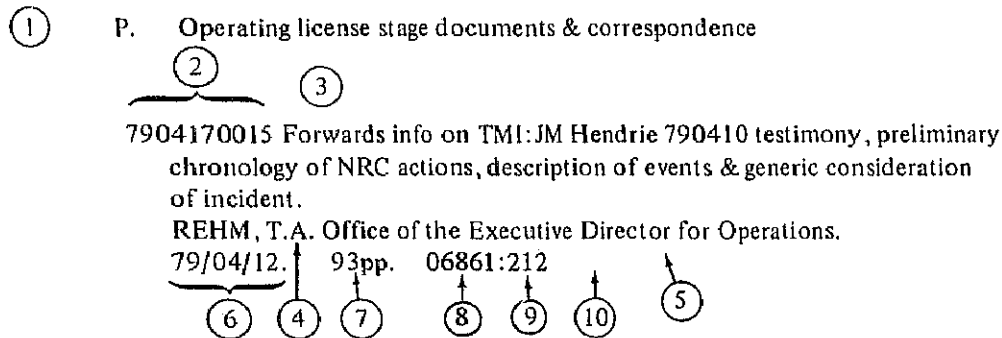 1 P. Operating license stage documents & correspondence
2 3
7904170015 Forwards info on TMI:JM Hendrie 790410 testimony, preliminary
chronology of NRC actions, description of events & generic consideration
of incident.
REHM, T.A. Office of the Executive Director for Operations.
79/04/12. 93pp. 06861:212
6 4 7 8 9 10 5